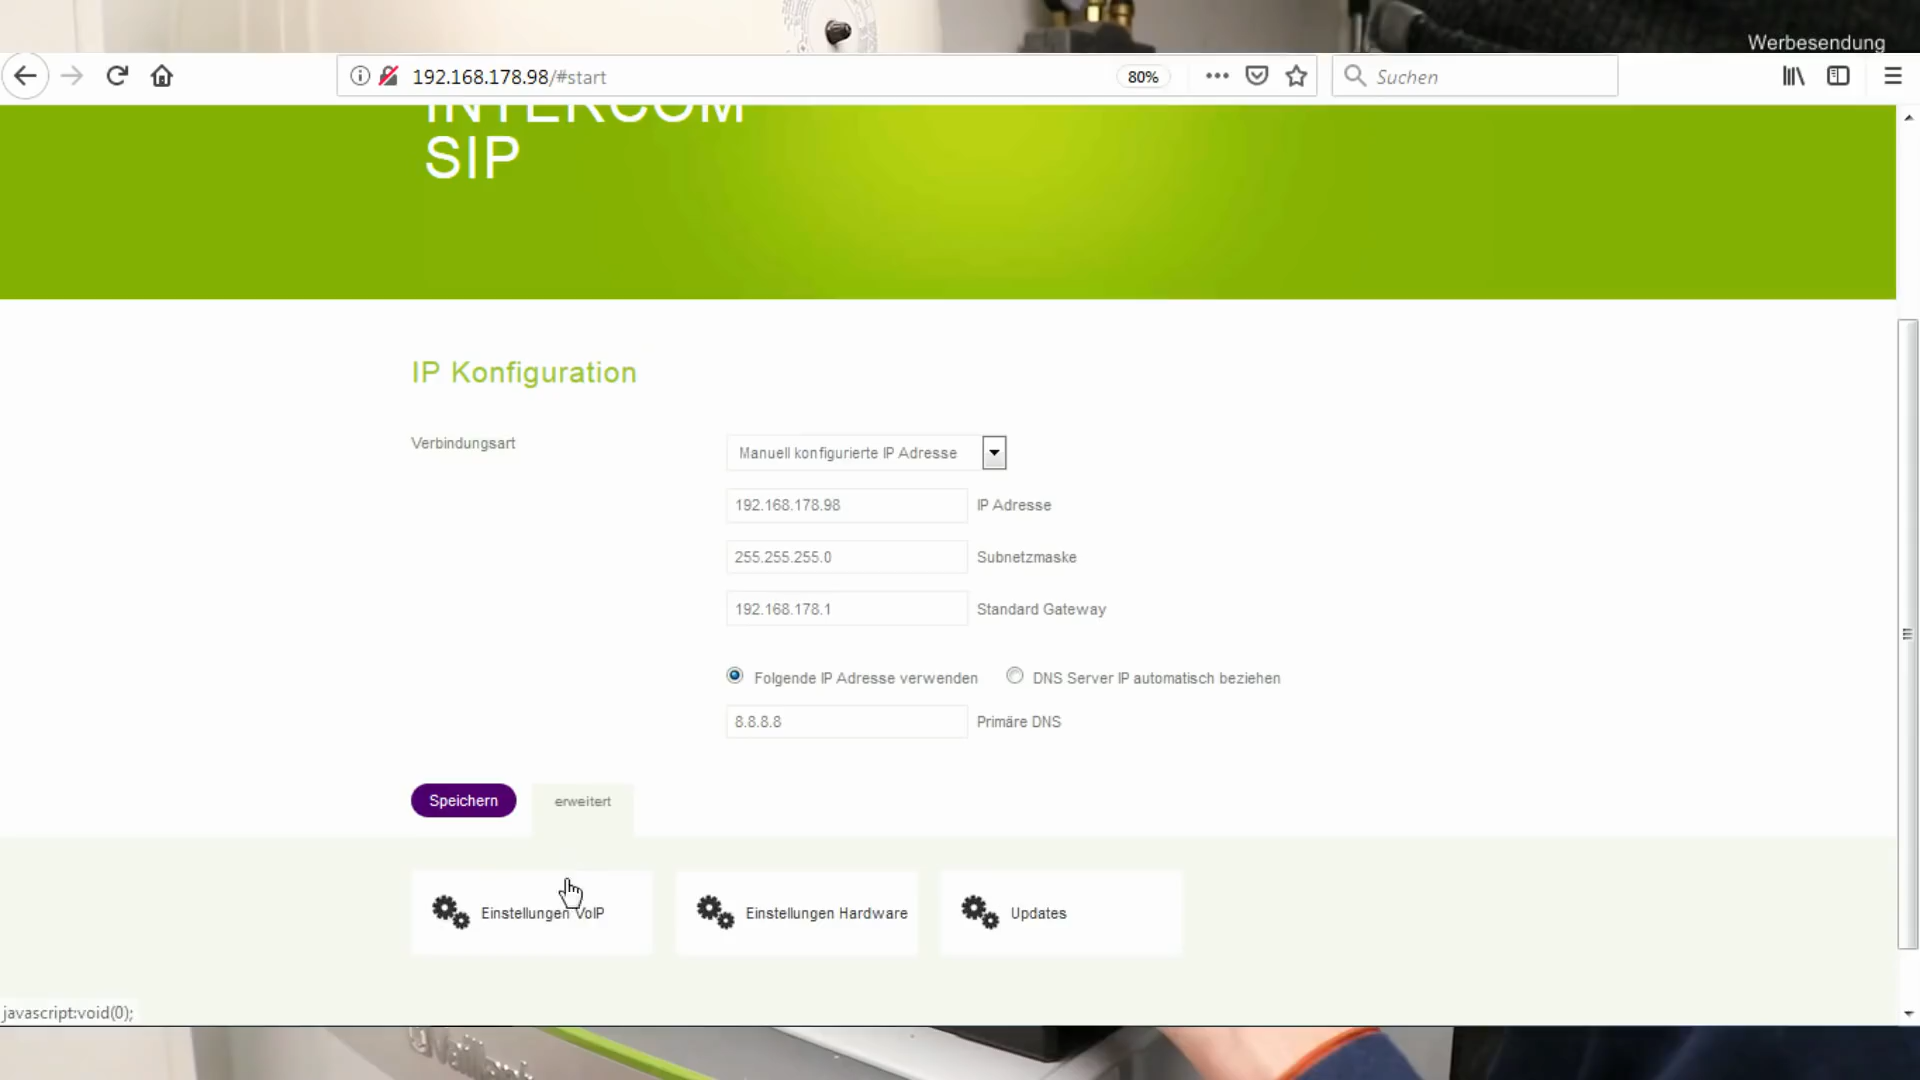 Werbesendung
192.168.178.98/#start
80%
Suchen
INTERCOM
SIP
IP Konfiguration
Verbindungsart
Manuell konfigurierte IP Adresse
192.168.178.98 IP Adresse
255.255.255.0 Subnetzmaske
192.168.178.1 Standard Gateway
Folgende IP Adresse verwenden DNS Server IP automatisch beziehen
8.8.8.8 Primäre DNS
Speichern erweitert
Einstellungen VoIP Einstellungen Hardware Updates
javascript:void(0);
Vaillant